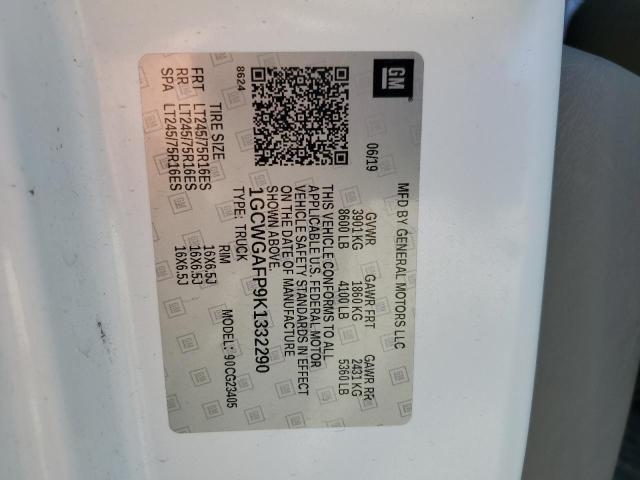 GM
MFD BY GENERAL MOTORS LLC
06/19
GVWR GAWR FRT GAWR RR
3901 KG 1860 KG 2431 KG
8600 LB 4100 LB 5360 LB
THIS VEHICLE CONFORMS TO ALL
APPLICABLE U.S. FEDERAL MOTOR
VEHICLE SAFETY STANDARDS IN EFFECT
ON THE DATE OF MANUFACTURE
SHOWN ABOVE.
1GCWGAFP9K1332290
TYPE: TRUCK MODEL: 90CG23405
8624
TIRE SIZE RIM
FRT LT245/75R16ES 16X6.5J
RR LT245/75R16ES 16X6.5J
SPA LT245/75R16ES 16X6.5J